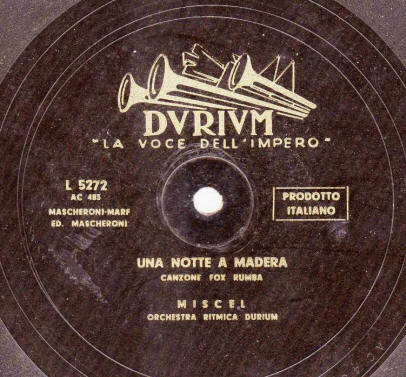 DVRIVM
"LA VOCE DELL'IMPERO"
L 5272
AC 485
MASCHERONI-MARF
ED. MASCHERONI
PRODOTTO
ITALIANO
UNA NOTTE A MADERA
CANZONE FOX RUMBA
MISCEL
ORCHESTRA RITMICA DURIUM